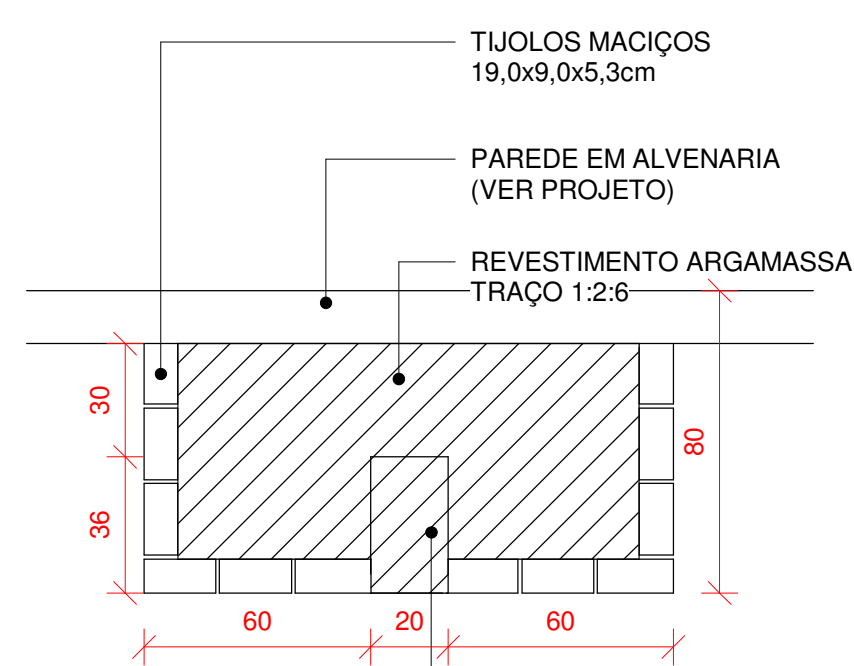 TIJOLOS MACIÇOS
19,0x9,0x5,3cm
PAREDE EM ALVENARIA
(VER PROJETO)
REVESTIMENTO ARGAMASSA
TRAÇO 1:2:6
30
80
36
60
20
60